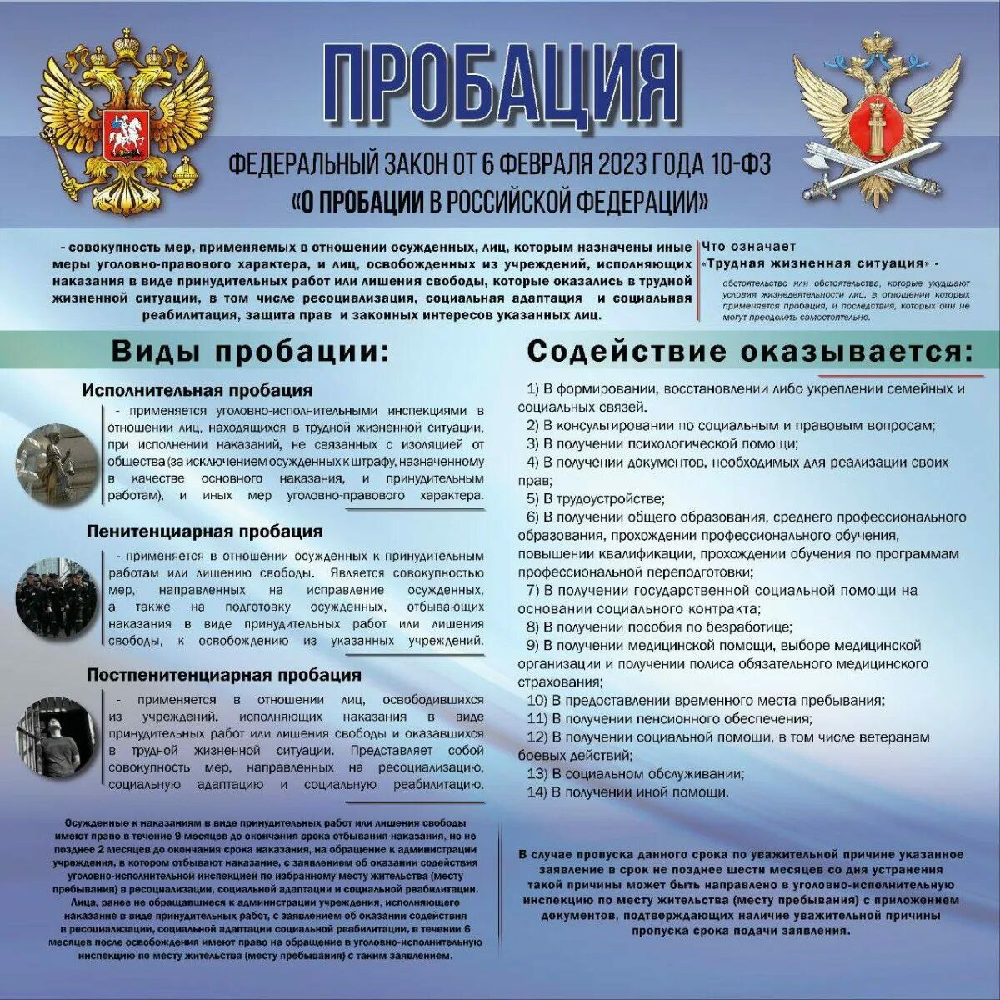 ПРОБАЦИЯ
ФЕДЕРАЛЬНЫЙ ЗАКОН ОТ 6 ФЕВРАЛЯ 2023 ГОДА 10-ФЗ
«О ПРОБАЦИИ В РОССИЙСКОЙ ФЕДЕРАЦИИ»
- совокупность мер, применяемых в отношении осужденных, лиц, которым назначены иные
меры уголовно-правового характера, и лиц, освобожденных из учреждений, исполняющих
наказания в виде принудительных работ или лишения свободы, которые оказались в трудной
жизненной ситуации, в том числе ресоциализация, социальная адаптация и социальная
реабилитация, защита прав и законных интересов указанных лиц.
Что означает
«Трудная жизненная ситуация» -
обстоятельство или обстоятельства, которые ухудшают
условия жизнедеятельности лиц, в отношении которых
применяется пробация, и последствия, которых они не
могут преодолеть самостоятельно.
Виды пробации:
Исполнительная пробация
- применяется уголовно-исполнительными инспекциями в
отношении лиц, находящихся в трудной жизненной ситуации,
при исполнении наказаний, не связанных с изоляцией от
общества (за исключением осужденных к штрафу, назначенному
в качестве основного наказания, и принудительным
работам), и иных мер уголовно-правового характера.
Пенитенциарная пробация
- применяется в отношении осужденных к принудительным
работам или лишению свободы. Является совокупностью
мер, направленных на исправление осужденных,
а также на подготовку осужденных, отбывающих
наказания в виде принудительных работ или лишения
свободы, к освобождению из указанных учреждений.
Постпенитенциарная пробация
- применяется в отношении лиц, освободившихся
из учреждений, исполняющих наказания в виде
принудительных работ или лишения свободы и оказавшихся
в трудной жизненной ситуации. Представляет собой
совокупность мер, направленных на ресоциализацию,
социальную адаптацию и социальную реабилитацию.
Осужденные к наказаниям в виде принудительных работ или лишения свободы
имеют право в течение 9 месяцев до окончания срока отбывания наказания, но не
позднее 2 месяцев до окончания срока наказания, на обращение к администрации
учреждения, в котором отбывают наказание, с заявлением об оказании содействия
уголовно-исполнительной инспекцией по избранному месту жительства (месту
пребывания) в ресоциализации, социальной адаптации и социальной реабилитации.
Лица, ранее не обращавшиеся к администрации учреждения, исполняющего
наказание в виде принудительных работ, с заявлением об оказании содействия
в ресоциализации, социальной адаптации социальной реабилитации, в течении 6
месяцев после освобождения имеют право на обращение в уголовно-исполнительную
инспекцию по месту жительства (месту пребывания) с таким заявлением.
Содействие оказывается:
1) В формировании, восстановлении либо укреплении семейных и
социальных связей.
2) В консультировании по социальным и правовым вопросам;
3) В получении психологической помощи;
4) В получении документов, необходимых для реализации своих
прав;
5) В трудоустройстве;
6) В получении общего образования, среднего профессионального
образования, прохождении профессионального обучения,
повышении квалификации, прохождении обучения по программам
профессиональной переподготовки;
7) В получении государственной социальной помощи на
основании социального контракта;
8) В получении пособия по безработице;
9) В получении медицинской помощи, выборе медицинской
организации и получении полиса обязательного медицинского
страхования;
10) В предоставлении временного места пребывания;
11) В получении пенсионного обеспечения;
12) В получении социальной помощи, в том числе ветеранам
боевых действий;
13) В социальном обслуживании;
14) В получении иной помощи.
В случае пропуска данного срока по уважительной причине указанное
заявление в срок не позднее шести месяцев со дня устранения
такой причины может быть направлено в уголовно-исполнительную
инспекцию по месту жительства (месту пребывания) с приложением
документов, подтверждающих наличие уважительной причины
пропуска срока подачи заявления.